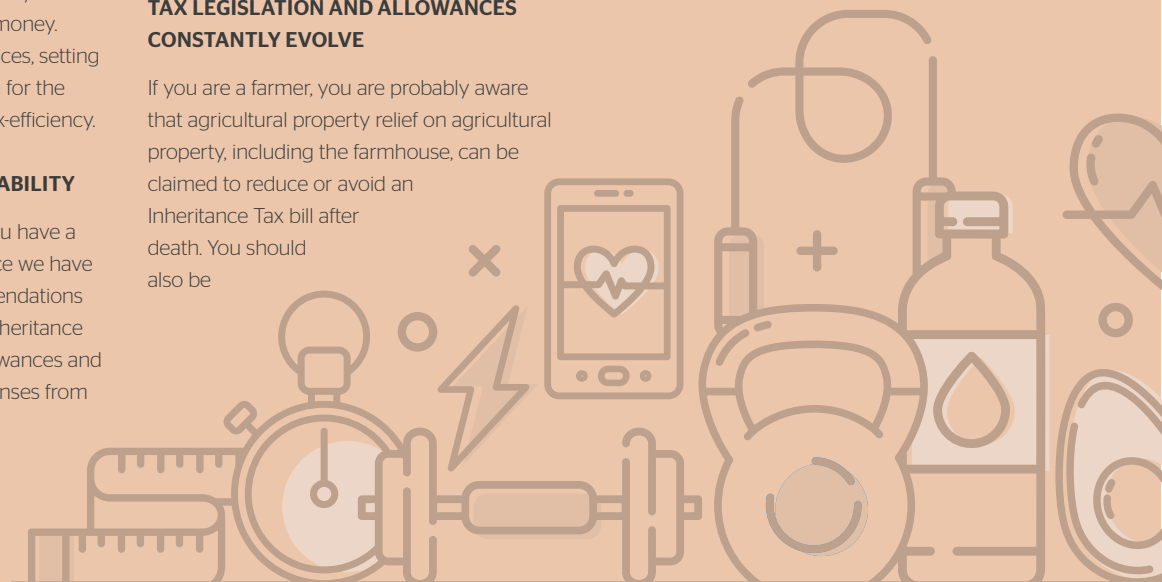 money.
ces, setting
for the
x-efficiency.
ABILITY
u have a
ce we have
endations
heritance
wances and
nses from
TAX LEGISLATION AND ALLOWANCES
CONSTANTLY EVOLVE
If you are a farmer, you are probably aware
that agricultural property relief on agricultural
property, including the farmhouse, can be
claimed to reduce or avoid an
Inheritance Tax bill after
death. You should
also be